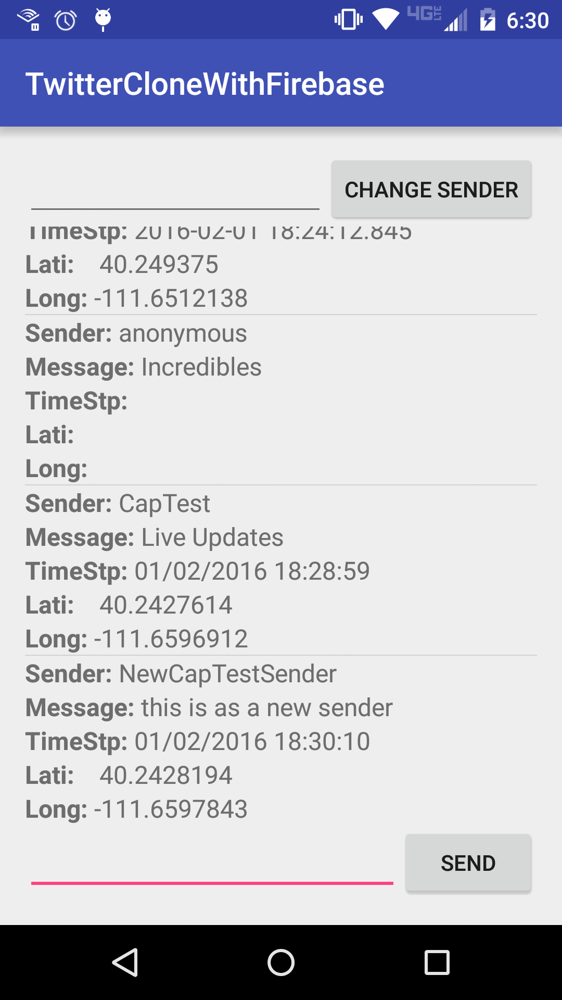 4G LTE 6:30
TwitterCloneWithFirebase
CHANGE SENDER
TimeStp: 2016-02-01 18:24:12.845
Lati: 40.249375
Long: -111.6512138
Sender: anonymous
Message: Incredibles
TimeStp:
Lati:
Long:
Sender: CapTest
Message: Live Updates
TimeStp: 01/02/2016 18:28:59
Lati: 40.2427614
Long: -111.6596912
Sender: NewCapTestSender
Message: this is as a new sender
TimeStp: 01/02/2016 18:30:10
Lati: 40.2428194
Long: -111.6597843
SEND